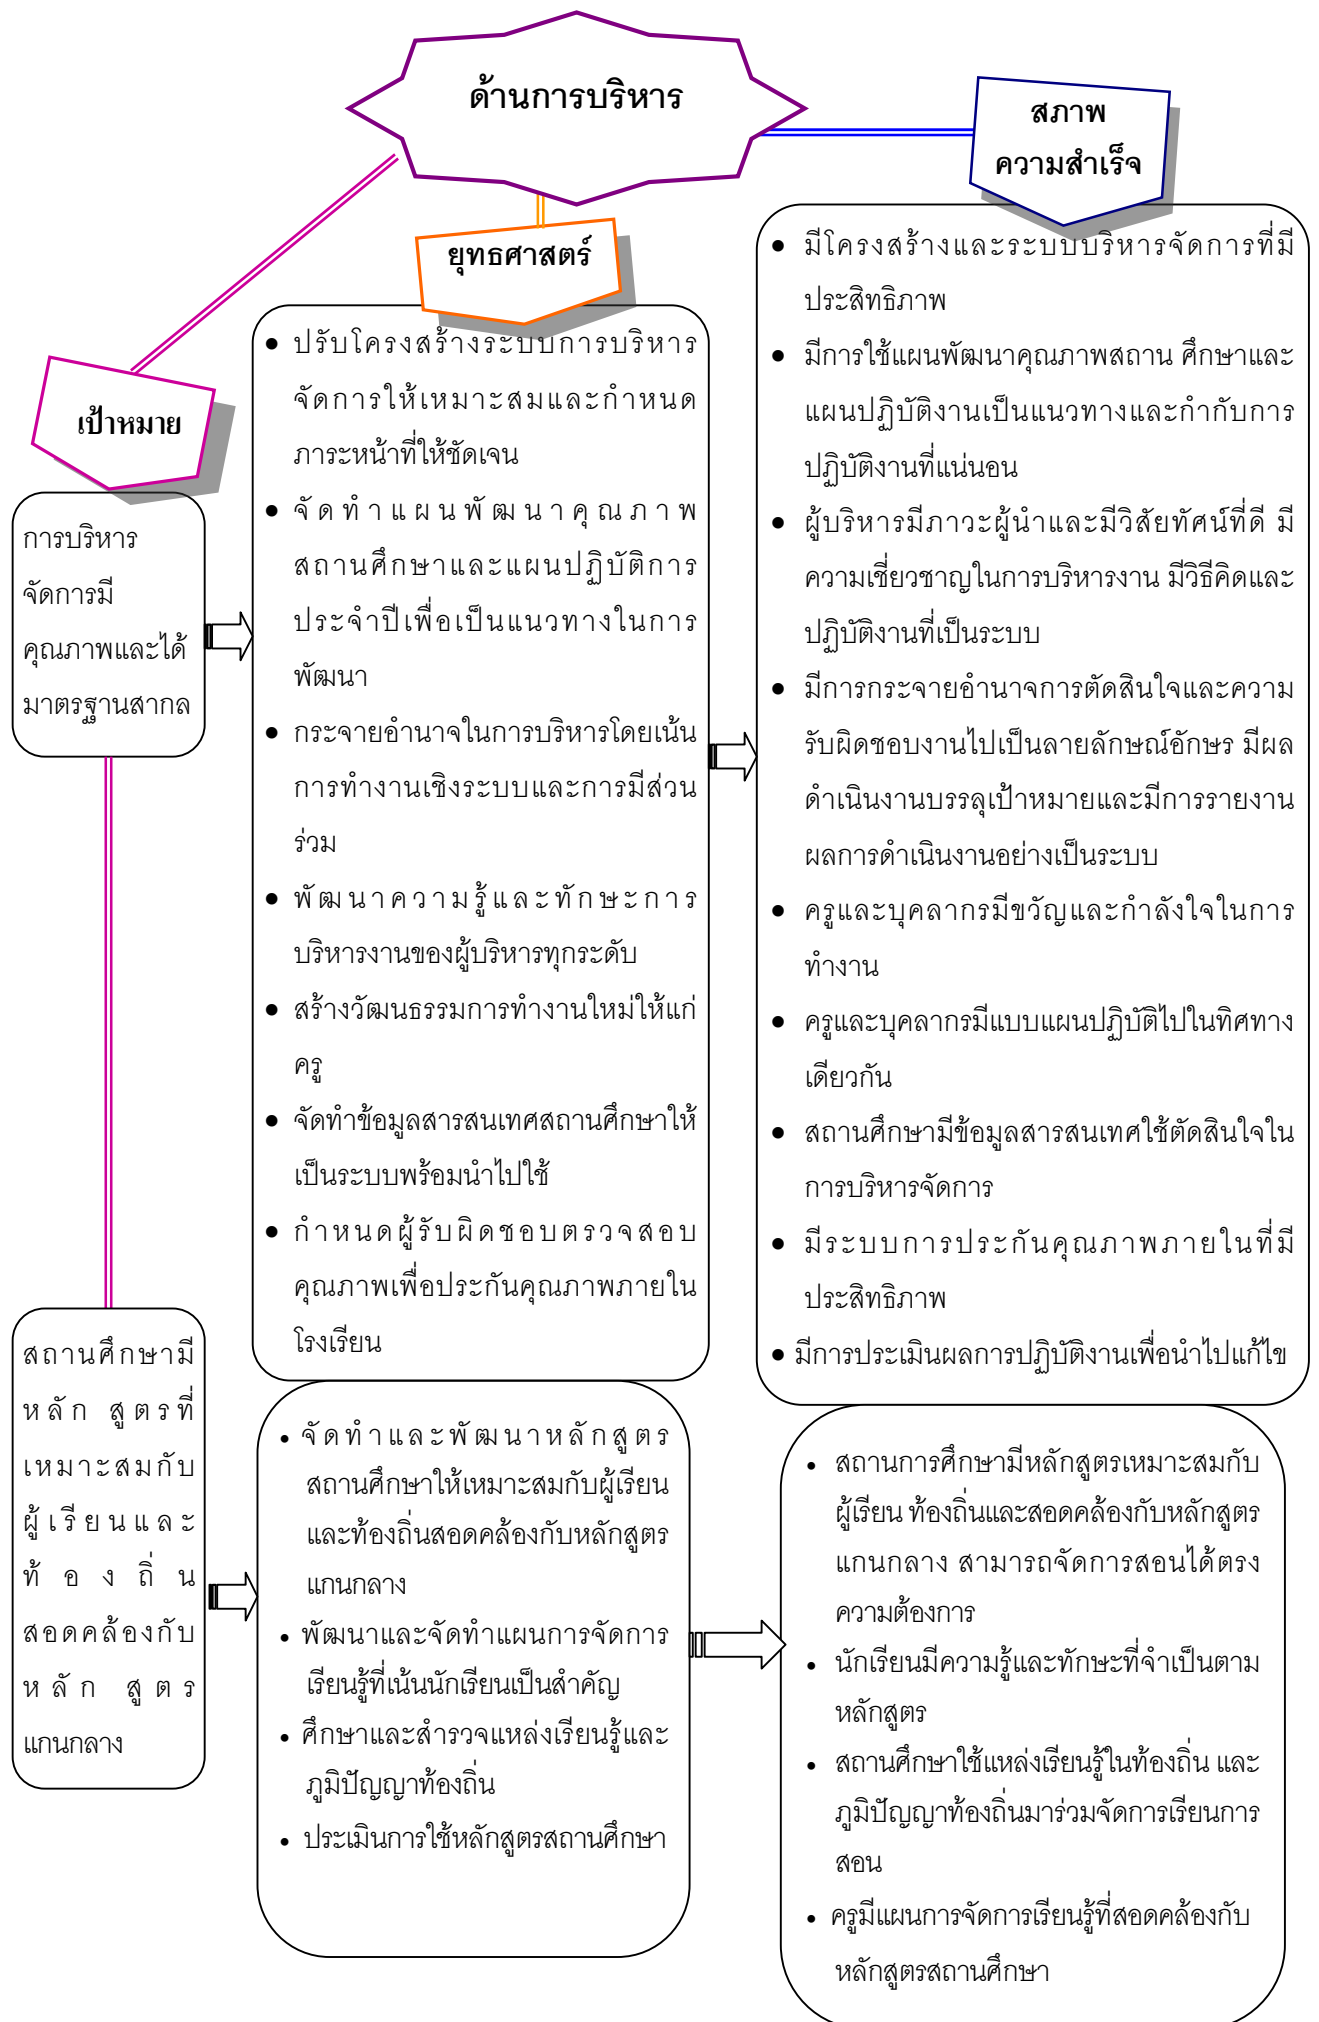 ด้านการบริหาร
สภาพ
ความสำเร็จ
ยุทธศาสตร์
เป้าหมาย
การบริหาร
จัดการมี
คุณภาพและได้
มาตรฐานสากล
• ปรับโครงสร้างระบบการบริหาร
จัดการให้เหมาะสมและกำหนด
ภาระหน้าที่ให้ชัดเจน
• จัดทำแผนพัฒนาคุณภาพ
สถานศึกษาและแผนปฏิบัติการ
ประจำปีเพื่อเป็นแนวทางในการ
พัฒนา
• กระจายอำนาจในการบริหารโดยเน้น
การทำงานเชิงระบบและการมีส่วน
ร่วม
• พัฒนาความรู้และทักษะการ
บริหารงานของผู้บริหารทุกระดับ
• สร้างวัฒนธรรมการทำงานใหม่ให้แก่
ครู
• จัดทำข้อมูลสารสนเทศสถานศึกษาให้
เป็นระบบพร้อมนำไปใช้
• กำหนดผู้รับผิดชอบตรวจสอบ
คุณภาพเพื่อประกันคุณภาพภายใน
โรงเรียน
• มีโครงสร้างและระบบบริหารจัดการที่มี
ประสิทธิภาพ
• มีการใช้แผนพัฒนาคุณภาพสถาน ศึกษาและ
แผนปฏิบัติงานเป็นแนวทางและกำกับการ
ปฏิบัติงานที่แน่นอน
• ผู้บริหารมีภาวะผู้นำและมีวิสัยทัศน์ที่ดี มี
ความเชี่ยวชาญในการบริหารงาน มีวิธีคิดและ
ปฏิบัติงานที่เป็นระบบ
• มีการกระจายอำนาจการตัดสินใจและความ
รับผิดชอบงานไปเป็นลายลักษณ์อักษร มีผล
ดำเนินงานบรรลุเป้าหมายและมีการรายงาน
ผลการดำเนินงานอย่างเป็นระบบ
• ครูและบุคลากรมีขวัญและกำลังใจในการ
ทำงาน
• ครูและบุคลากรมีแบบแผนปฏิบัติไปในทิศทาง
เดียวกัน
• สถานศึกษามีข้อมูลสารสนเทศใช้ตัดสินใจใน
การบริหารจัดการ
• มีระบบการประกันคุณภาพภายในที่มี
ประสิทธิภาพ
• มีการประเมินผลการปฏิบัติงานเพื่อนำไปแก้ไข
สถานศึกษามี
หลัก สูตรที่
เหมาะสมกับ
ผู้เรียนและ
ท้องถิ่น
สอดคล้องกับ
หลัก สูตร
แกนกลาง
• จัดทำและพัฒนาหลักสูตร
สถานศึกษาให้เหมาะสมกับผู้เรียน
และท้องถิ่นสอดคล้องกับหลักสูตร
แกนกลาง
• พัฒนาและจัดทำแผนการจัดการ
เรียนรู้ที่เน้นนักเรียนเป็นสำคัญ
• ศึกษาและสำรวจแหล่งเรียนรู้และ
ภูมิปัญญาท้องถิ่น
• ประเมินการใช้หลักสูตรสถานศึกษา
• สถานการศึกษามีหลักสูตรเหมาะสมกับ
ผู้เรียน ท้องถิ่นและสอดคล้องกับหลักสูตร
แกนกลาง สามารถจัดการสอนได้ตรง
ความต้องการ
• นักเรียนมีความรู้และทักษะที่จำเป็นตาม
หลักสูตร
• สถานศึกษาใช้แหล่งเรียนรู้ในท้องถิ่น และ
ภูมิปัญญาท้องถิ่นมาร่วมจัดการเรียนการ
สอน
• ครูมีแผนการจัดการเรียนรู้ที่สอดคล้องกับ
หลักสูตรสถานศึกษา